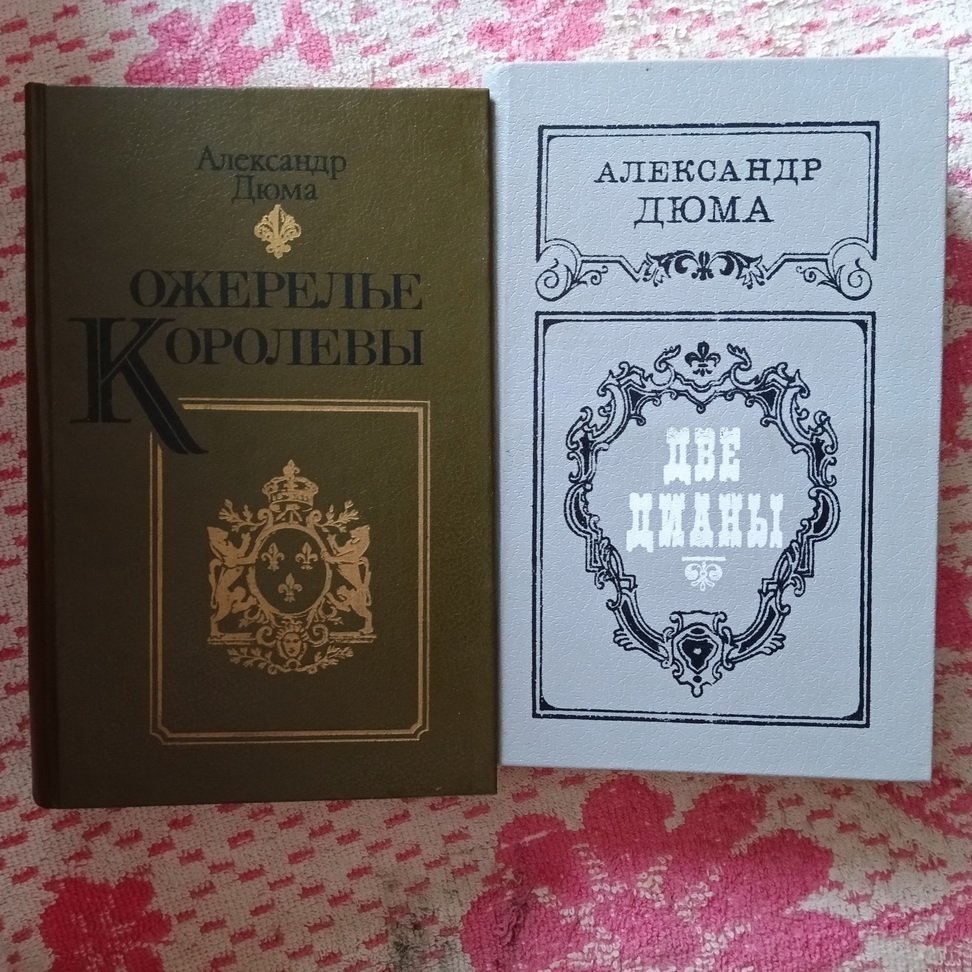 Александр
Дюма
ОЖЕРЕЛЬЕ
КОРОЛЕВЫ
АЛЕКСАНДР
ДЮМА
ДВЕ
ДИАНЫ